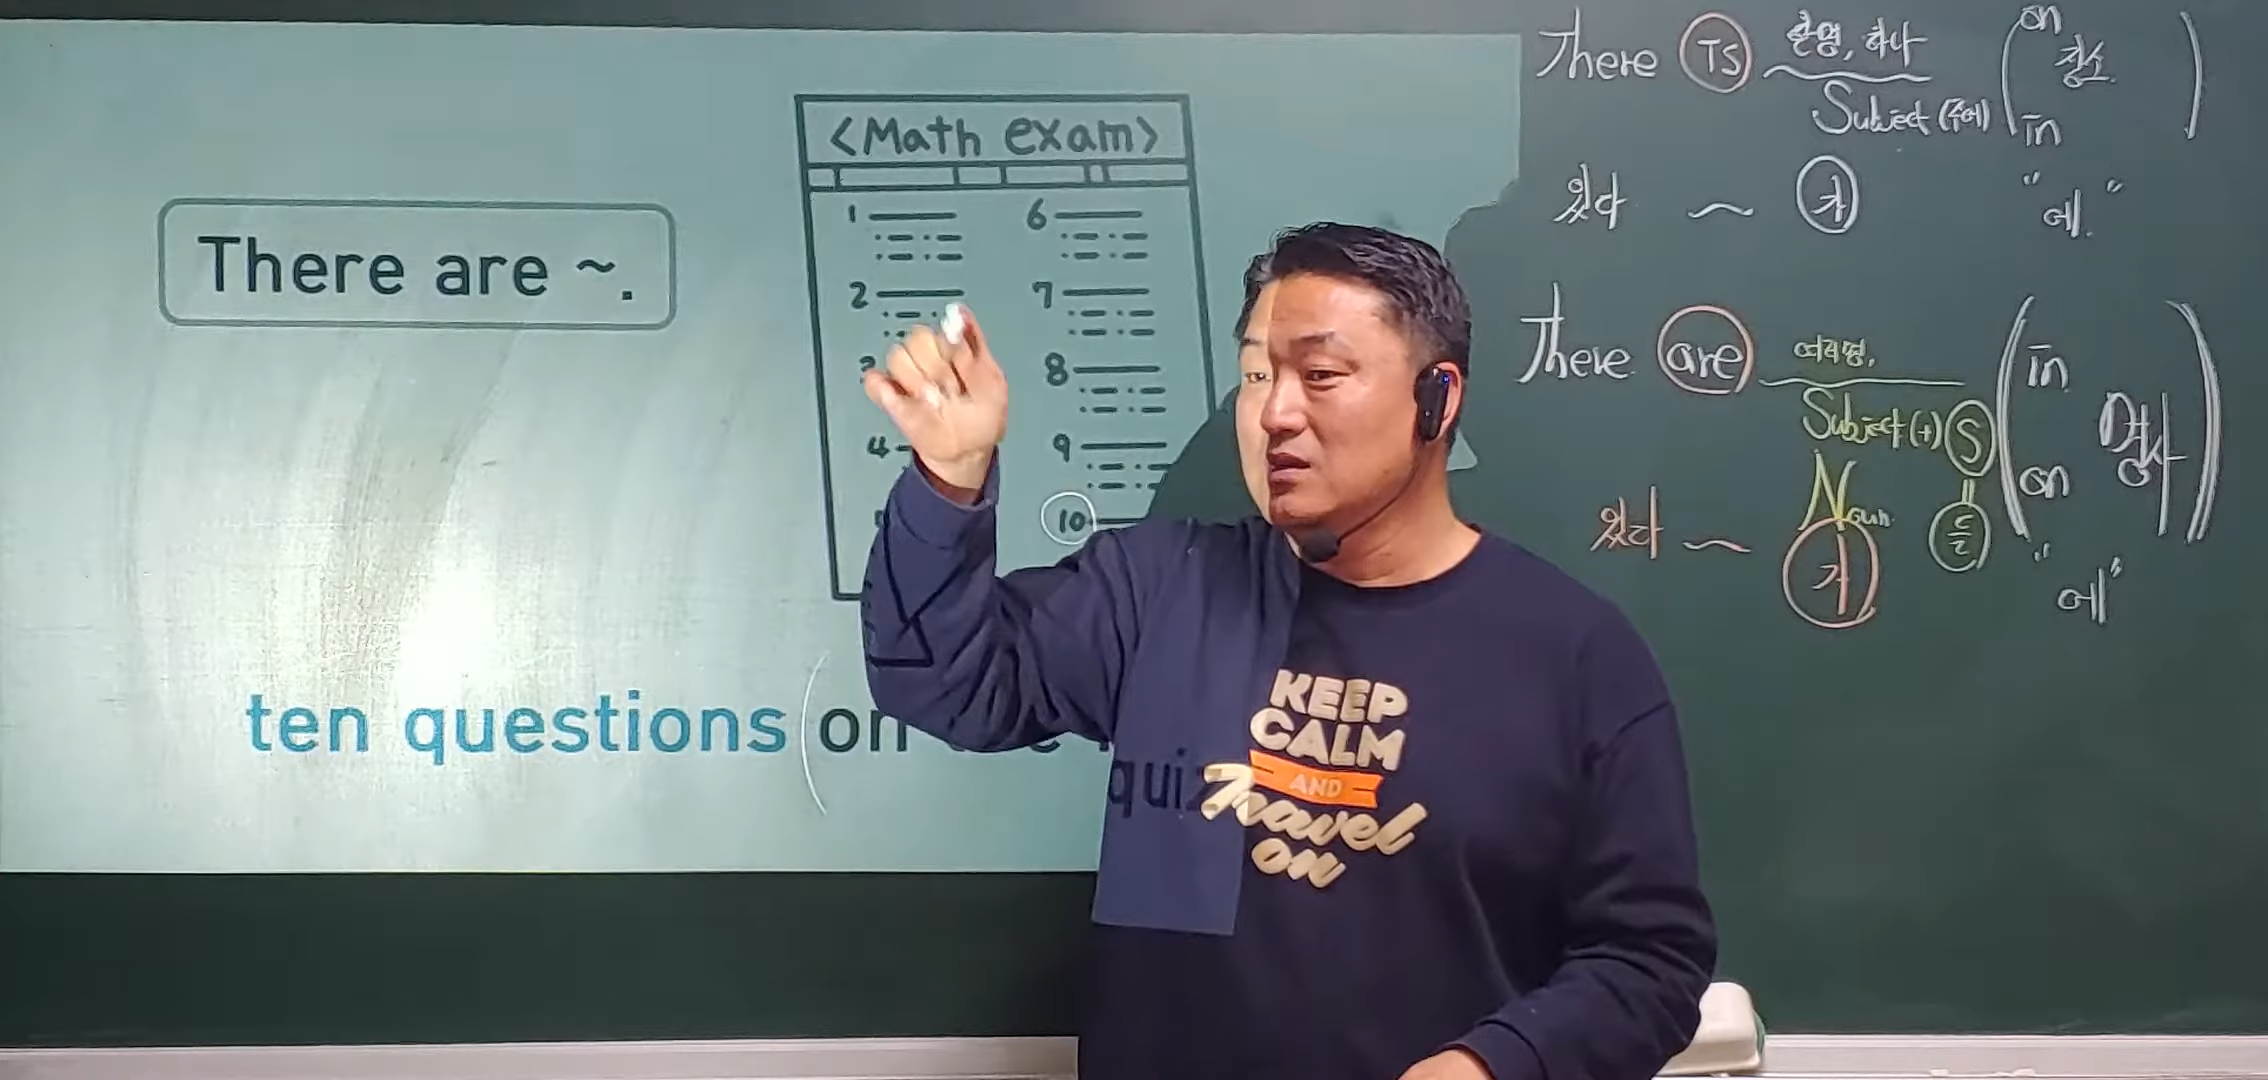 There are ~.
<Math exam>
1
6
2
7
8
4
9
10
ten questions (on
quiz
KEEP
CALM
AND
Travel
on
There is 한명, 하나 (on 장소 in)
Subject (주어)
있다 ~ 가 "에"
There are 여러명, (in on 명사)
Subject (+) S
Noun
있다 ~ 가 들 "에"